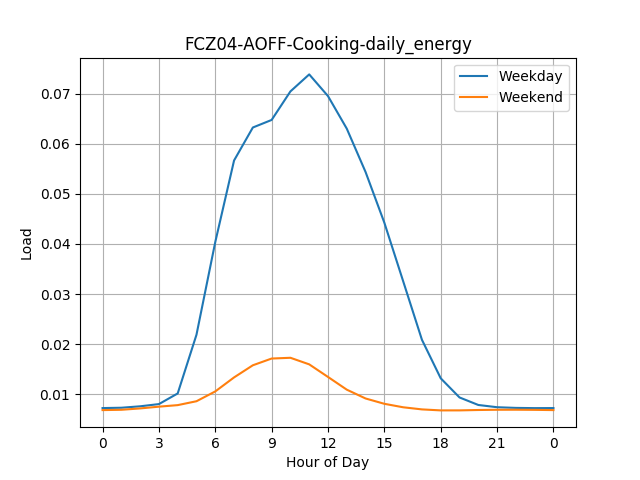 FCZ04-AOFF-Cooking-daily_energy
Weekday
Weekend
0.07
0.06
0.05
0.04
0.03
0.02
0.01
Load
0 3 6 9 12 15 18 21 0
Hour of Day